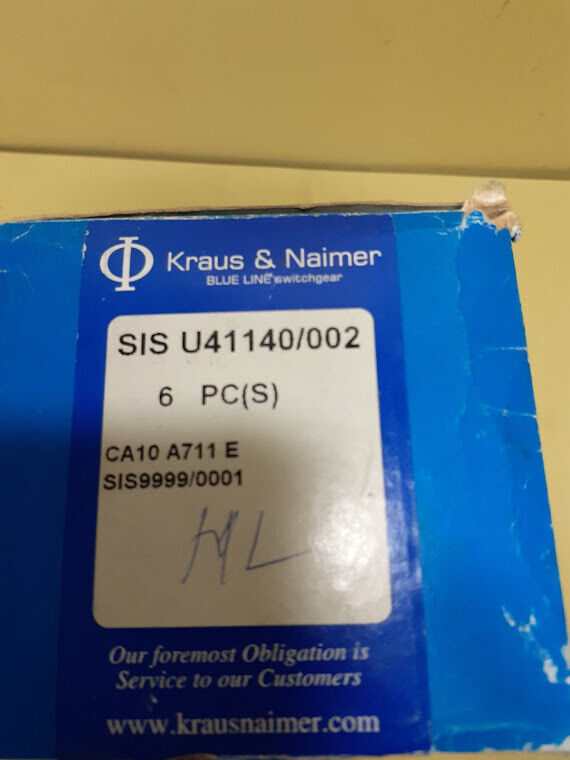 Kraus & Naimer
BLUE LINE switchgear
SIS U41140/002
6 PC(S)
CA10 A711 E
SIS9999/0001
HL
Our foremost Obligation is
Service to our Customers
www.krausnaimer.com